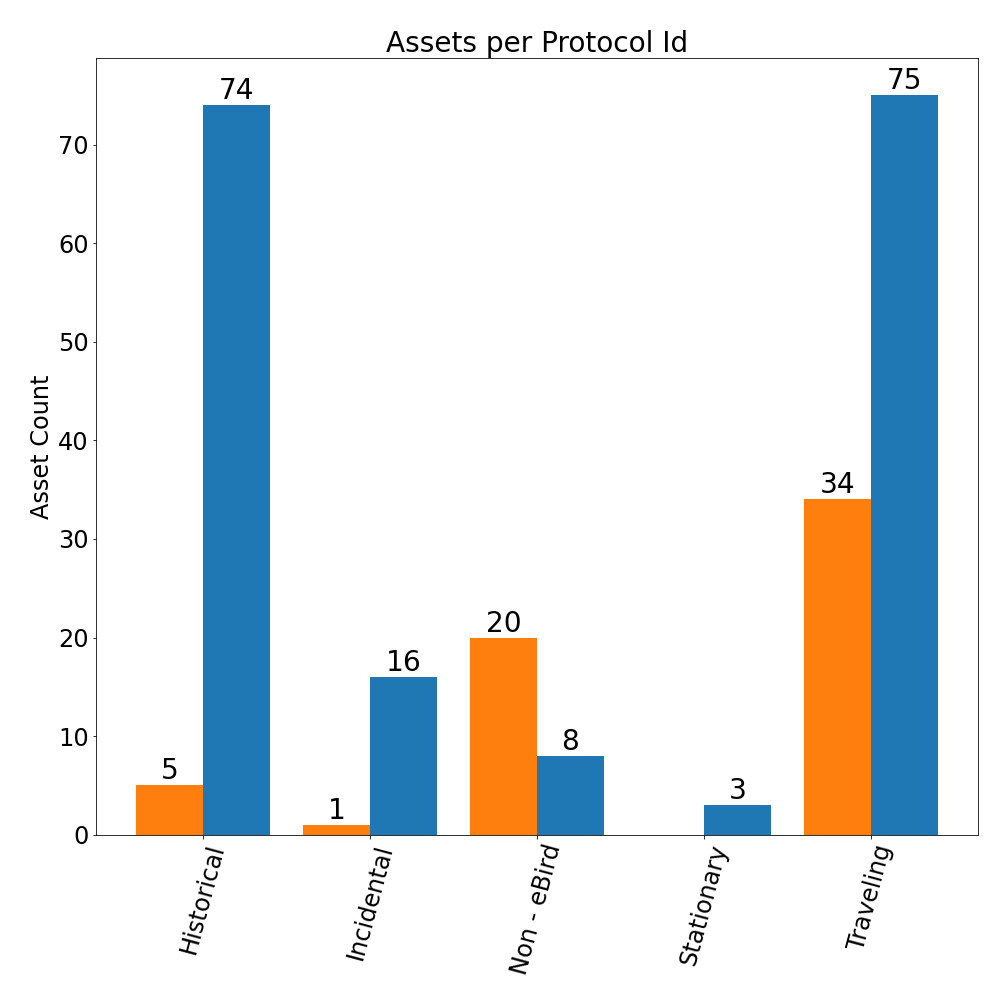 Assets per Protocol Id
Asset Count
70
60
50
40
30
20
10
0
5
74
1
16
20
8
3
34
75
Historical
Incidental
Non - eBird
Stationary
Traveling